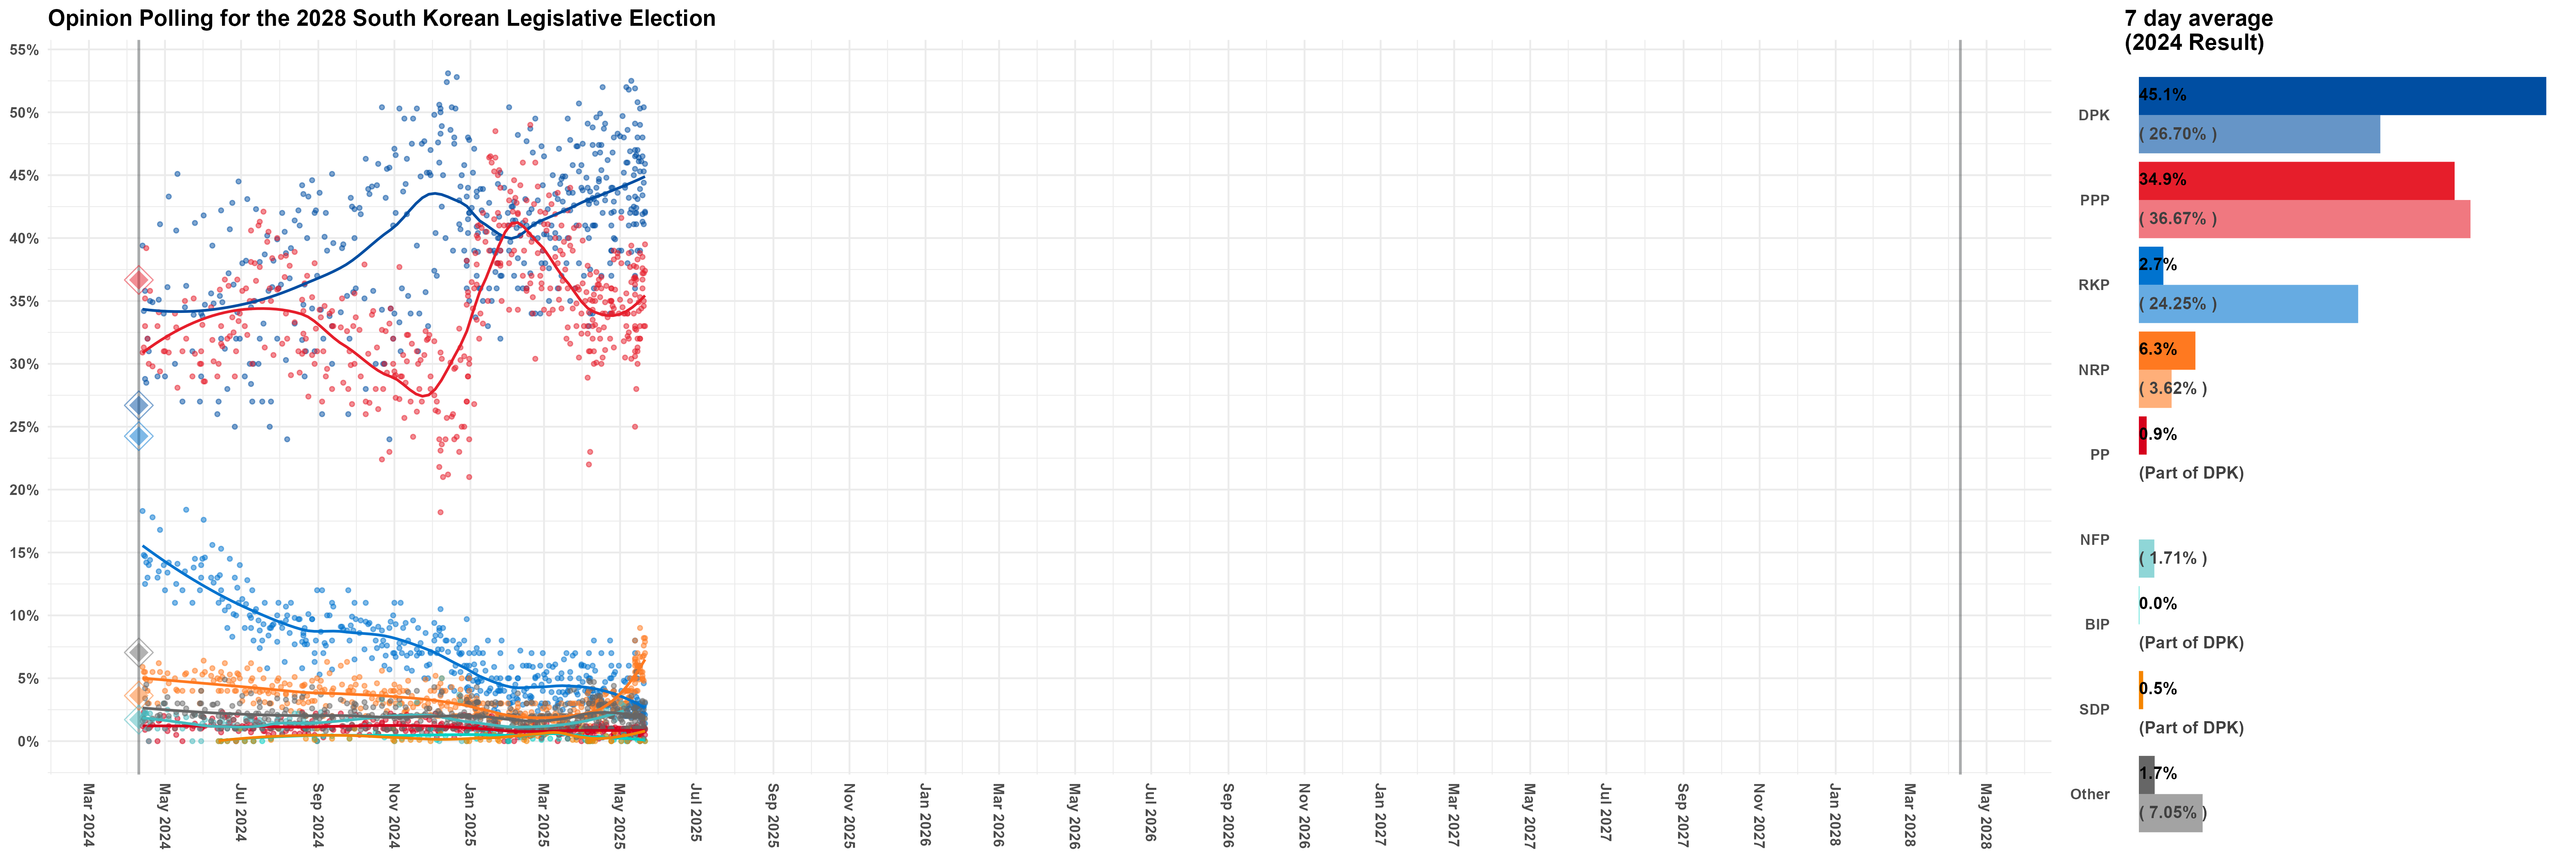 Opinion Polling for the 2028 South Korean Legislative Election
55%
50%
45%
40%
35%
30%
25%
20%
15%
10%
5%
0%
Mar 2024
May 2024
Jul 2024
Sep 2024
Nov 2024
Jan 2025
Mar 2025
May 2025
Jul 2025
Sep 2025
Nov 2025
Jan 2026
Mar 2026
May 2026
Jul 2026
Sep 2026
Nov 2026
Jan 2027
Mar 2027
May 2027
Jul 2027
Sep 2027
Nov 2027
Jan 2028
Mar 2028
May 2028
7 day average
(2024 Result)
DPK
45.1%
( 26.70% )
PPP
34.9%
( 36.67% )
RKP
2.7%
( 24.25% )
NRP
6.3%
( 3.62% )
PP
0.9%
(Part of DPK)
NFP
( 1.71% )
BIP
0.0%
(Part of DPK)
SDP
0.5%
(Part of DPK)
Other
1.7%
( 7.05% )